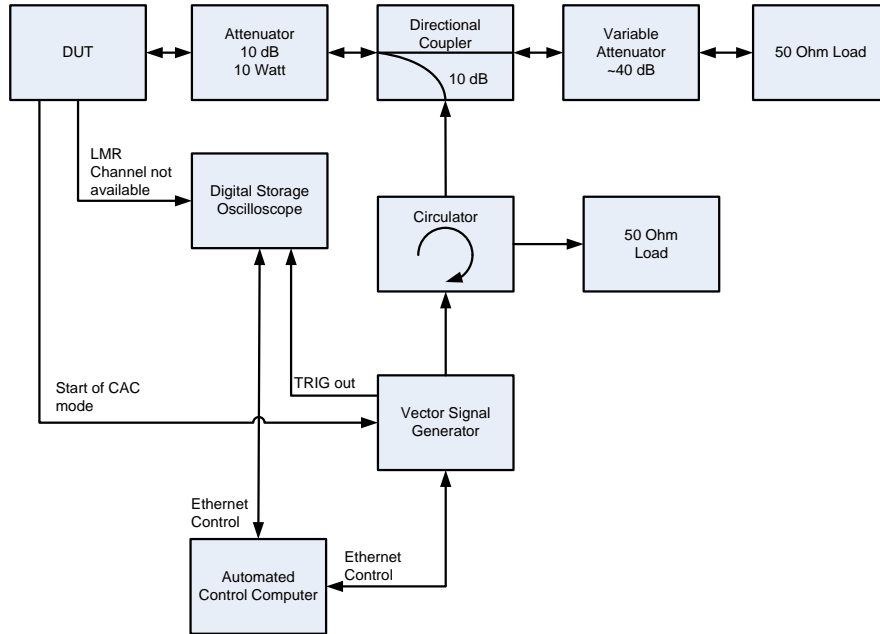 DUT
Attenuator
10 dB
10 Watt
Directional
Coupler
10 dB
Variable
Attenuator
~40 dB
50 Ohm Load
LMR
Channel not
available
Digital Storage
Oscilloscope
Circulator
50 Ohm
Load
Start of CAC
mode
TRIG out
Vector Signal
Generator
Ethernet
Control
Ethernet
Control
Automated
Control Computer